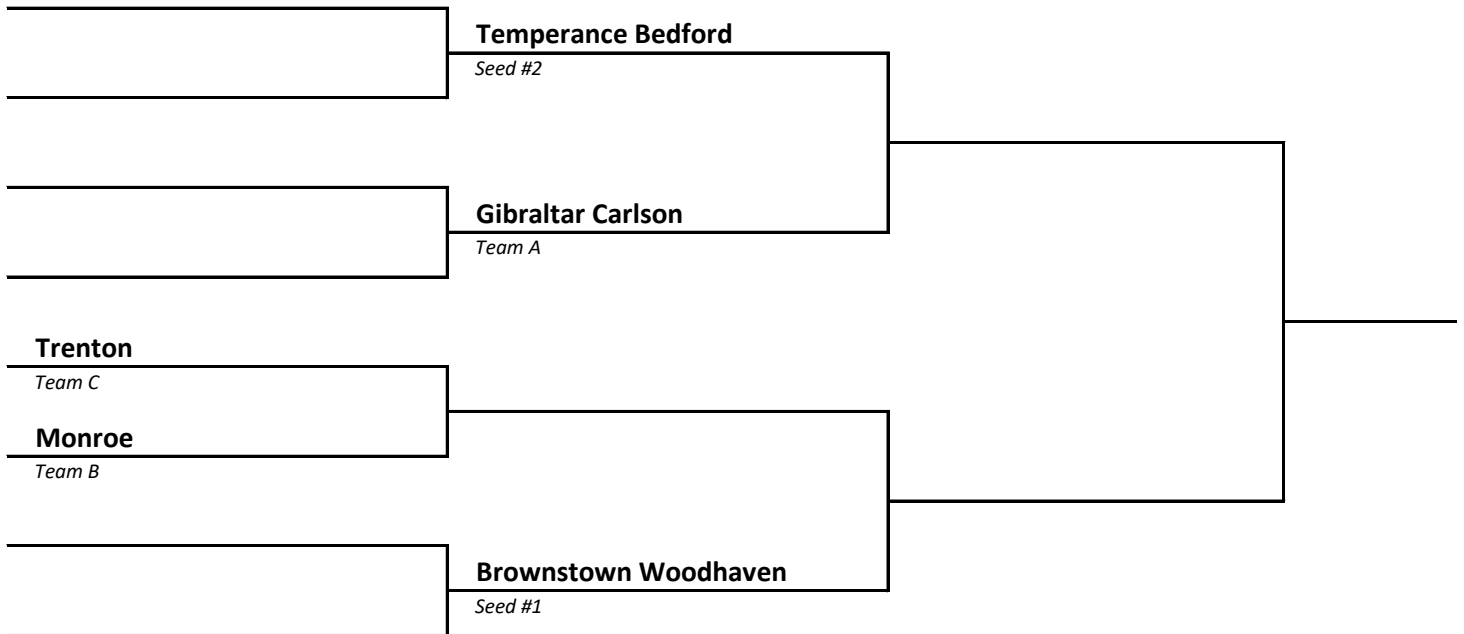 Temperance Bedford
Seed #2
Gibraltar Carlson
Team A
Trenton
Team C
Monroe
Team B
Brownstown Woodhaven
Seed #1